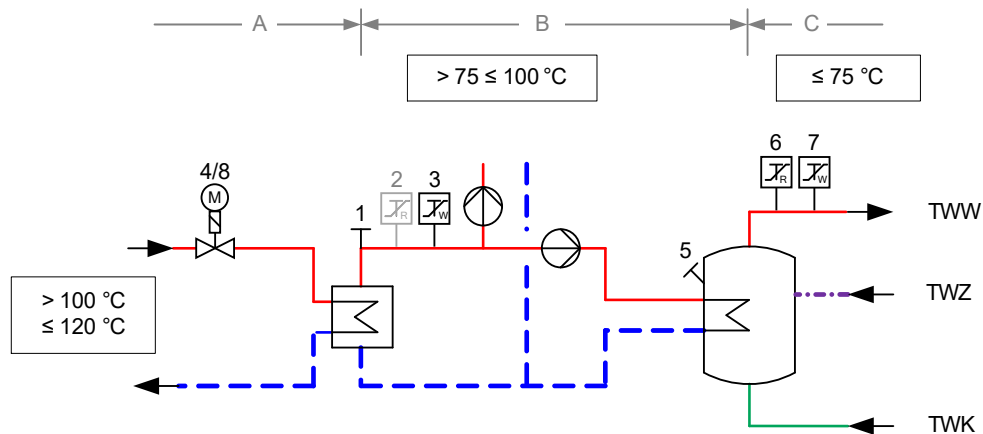 A B C
> 75 ≤ 100 °C
≤ 75 °C
6 7
4/8
2 3
M
R W
R W
1
TWW
5
> 100 °C
≤ 120 °C
TWZ
TWK